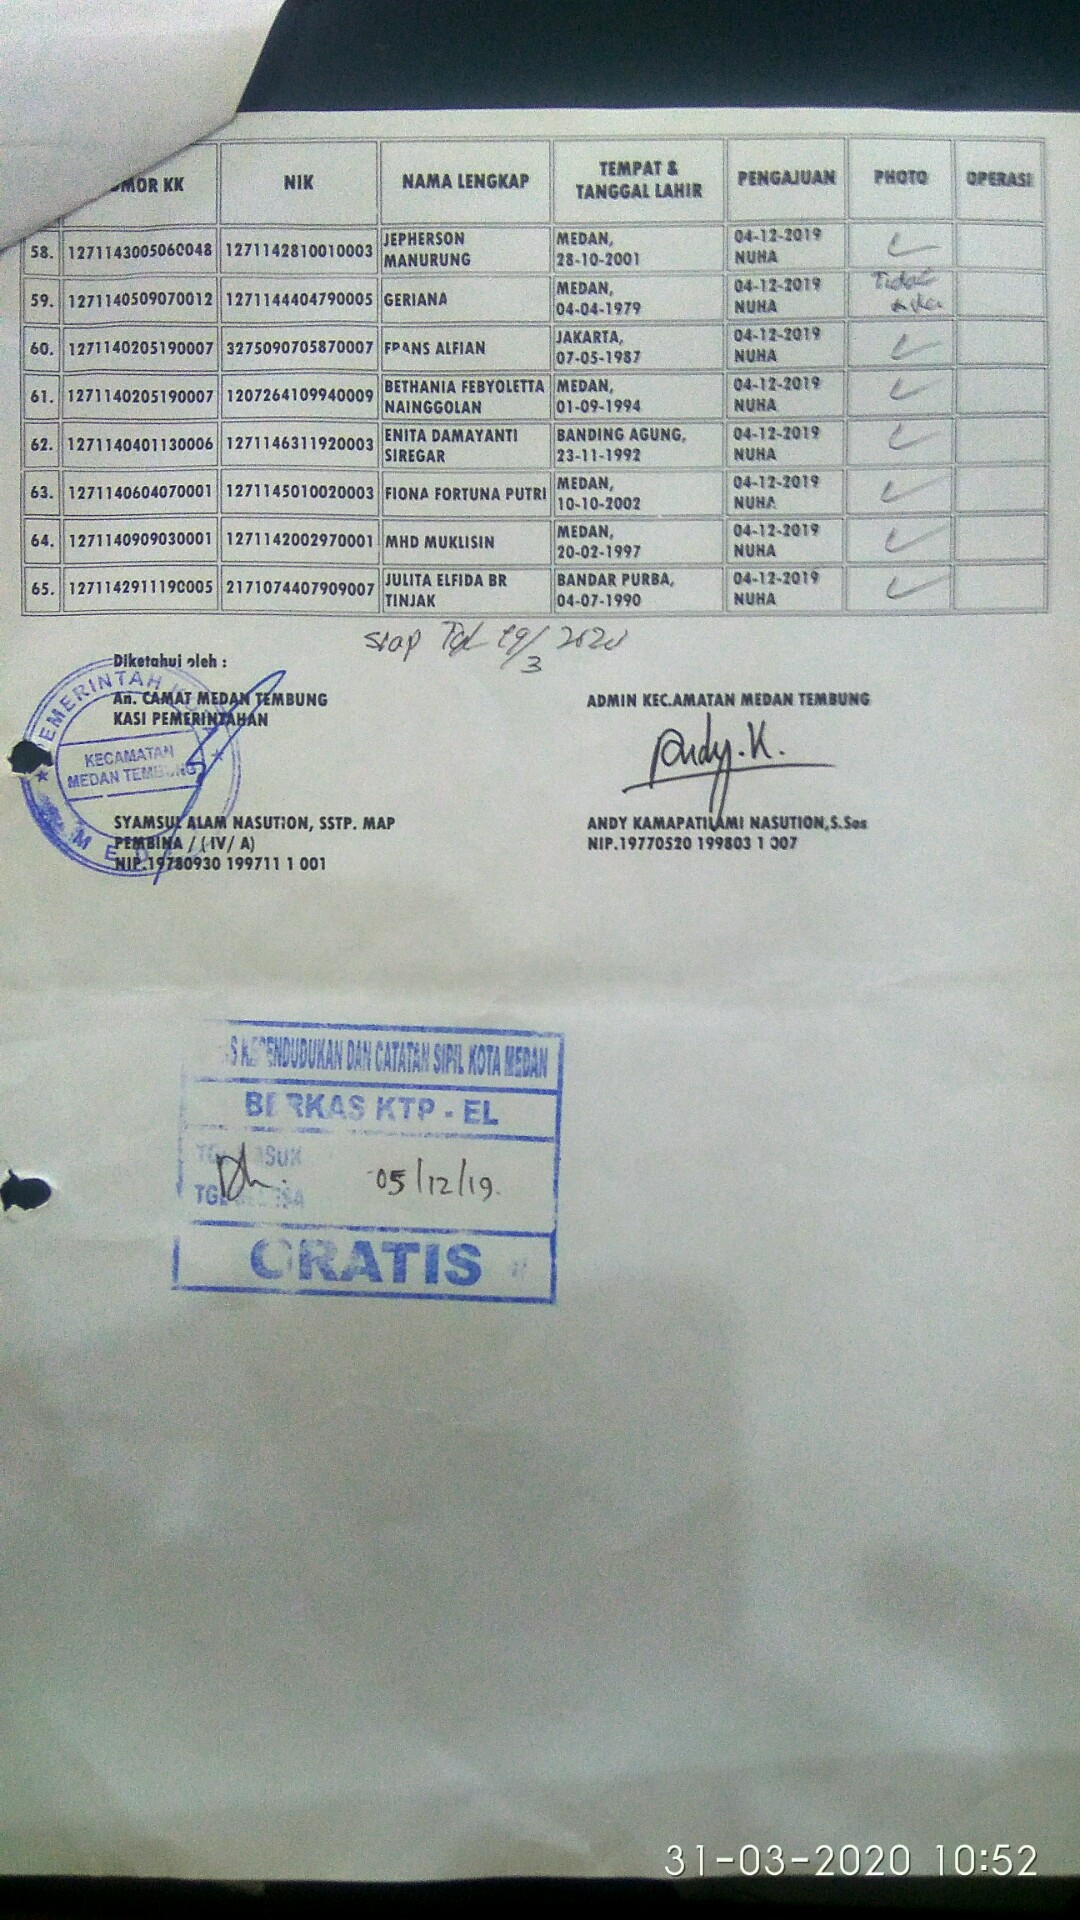 OMOR KK NIK NAMA LENGKAP TEMPAT & TANGGAL LAHIR PENGAJUAN PHOTO OPERASI
58. 1271143005060048 1271142810010003 JEPHERSON MANURUNG MEDAN, 28-10-2001 04-12-2019 NUHA
59. 1271140509070012 1271144404790005 GERIANA MEDAN, 04-04-1979 04-12-2019 NUHA Tidak
60. 1271140205190007 3275090705870007 FRANS ALFIAN JAKARTA, 07-05-1987 04-12-2019 NUHA
61. 1271140205190007 1207264109940009 BETHANIA FEBYOLETTA NAINGGOLAN MEDAN, 01-09-1994 04-12-2019 NUHA
62. 1271140401130006 1271146311920003 ENITA DAMAYANTI SIREGAR BANDING AGUNG, 23-11-1992 04-12-2019 NUHA
63. 1271140604070001 1271145010020003 FIONA FORTUNA PUTRI MEDAN, 10-10-2002 04-12-2019 NUHA
64. 1271140909030001 1271142002970001 MHD MUKLISIN MEDAN, 20-02-1997 04-12-2019 NUHA
65. 1271142911190005 2171074407909007 JULITA ELFIDA BR TINJAK BANDAR PURBA, 04-07-1990 04-12-2019 NUHA
siap Tgl 19/3 2020
Diketahui oleh :
An. CAMAT MEDAN TEMBUNG
KASI PEMERINTAHAN
PEMERINTAH
KECAMATAN
MEDAN TEMBUNG
SYAMSUL ALAM NASUTION, SSTP. MAP
PEMBINA / ( IV/ A)
NIP.19780930 199711 1 001
ADMIN KEC.AMATAN MEDAN TEMBUNG
Andy.K.
ANDY KAMAPATILAMI NASUTION,S.Sos
NIP.19770520 199803 1 007
S KEPENDUDUKAN DAN CATATAN SIPIL KOTA MEDAN
BERKAS KTP - EL
05/12/19.
GRATIS
31-03-2020 10:52